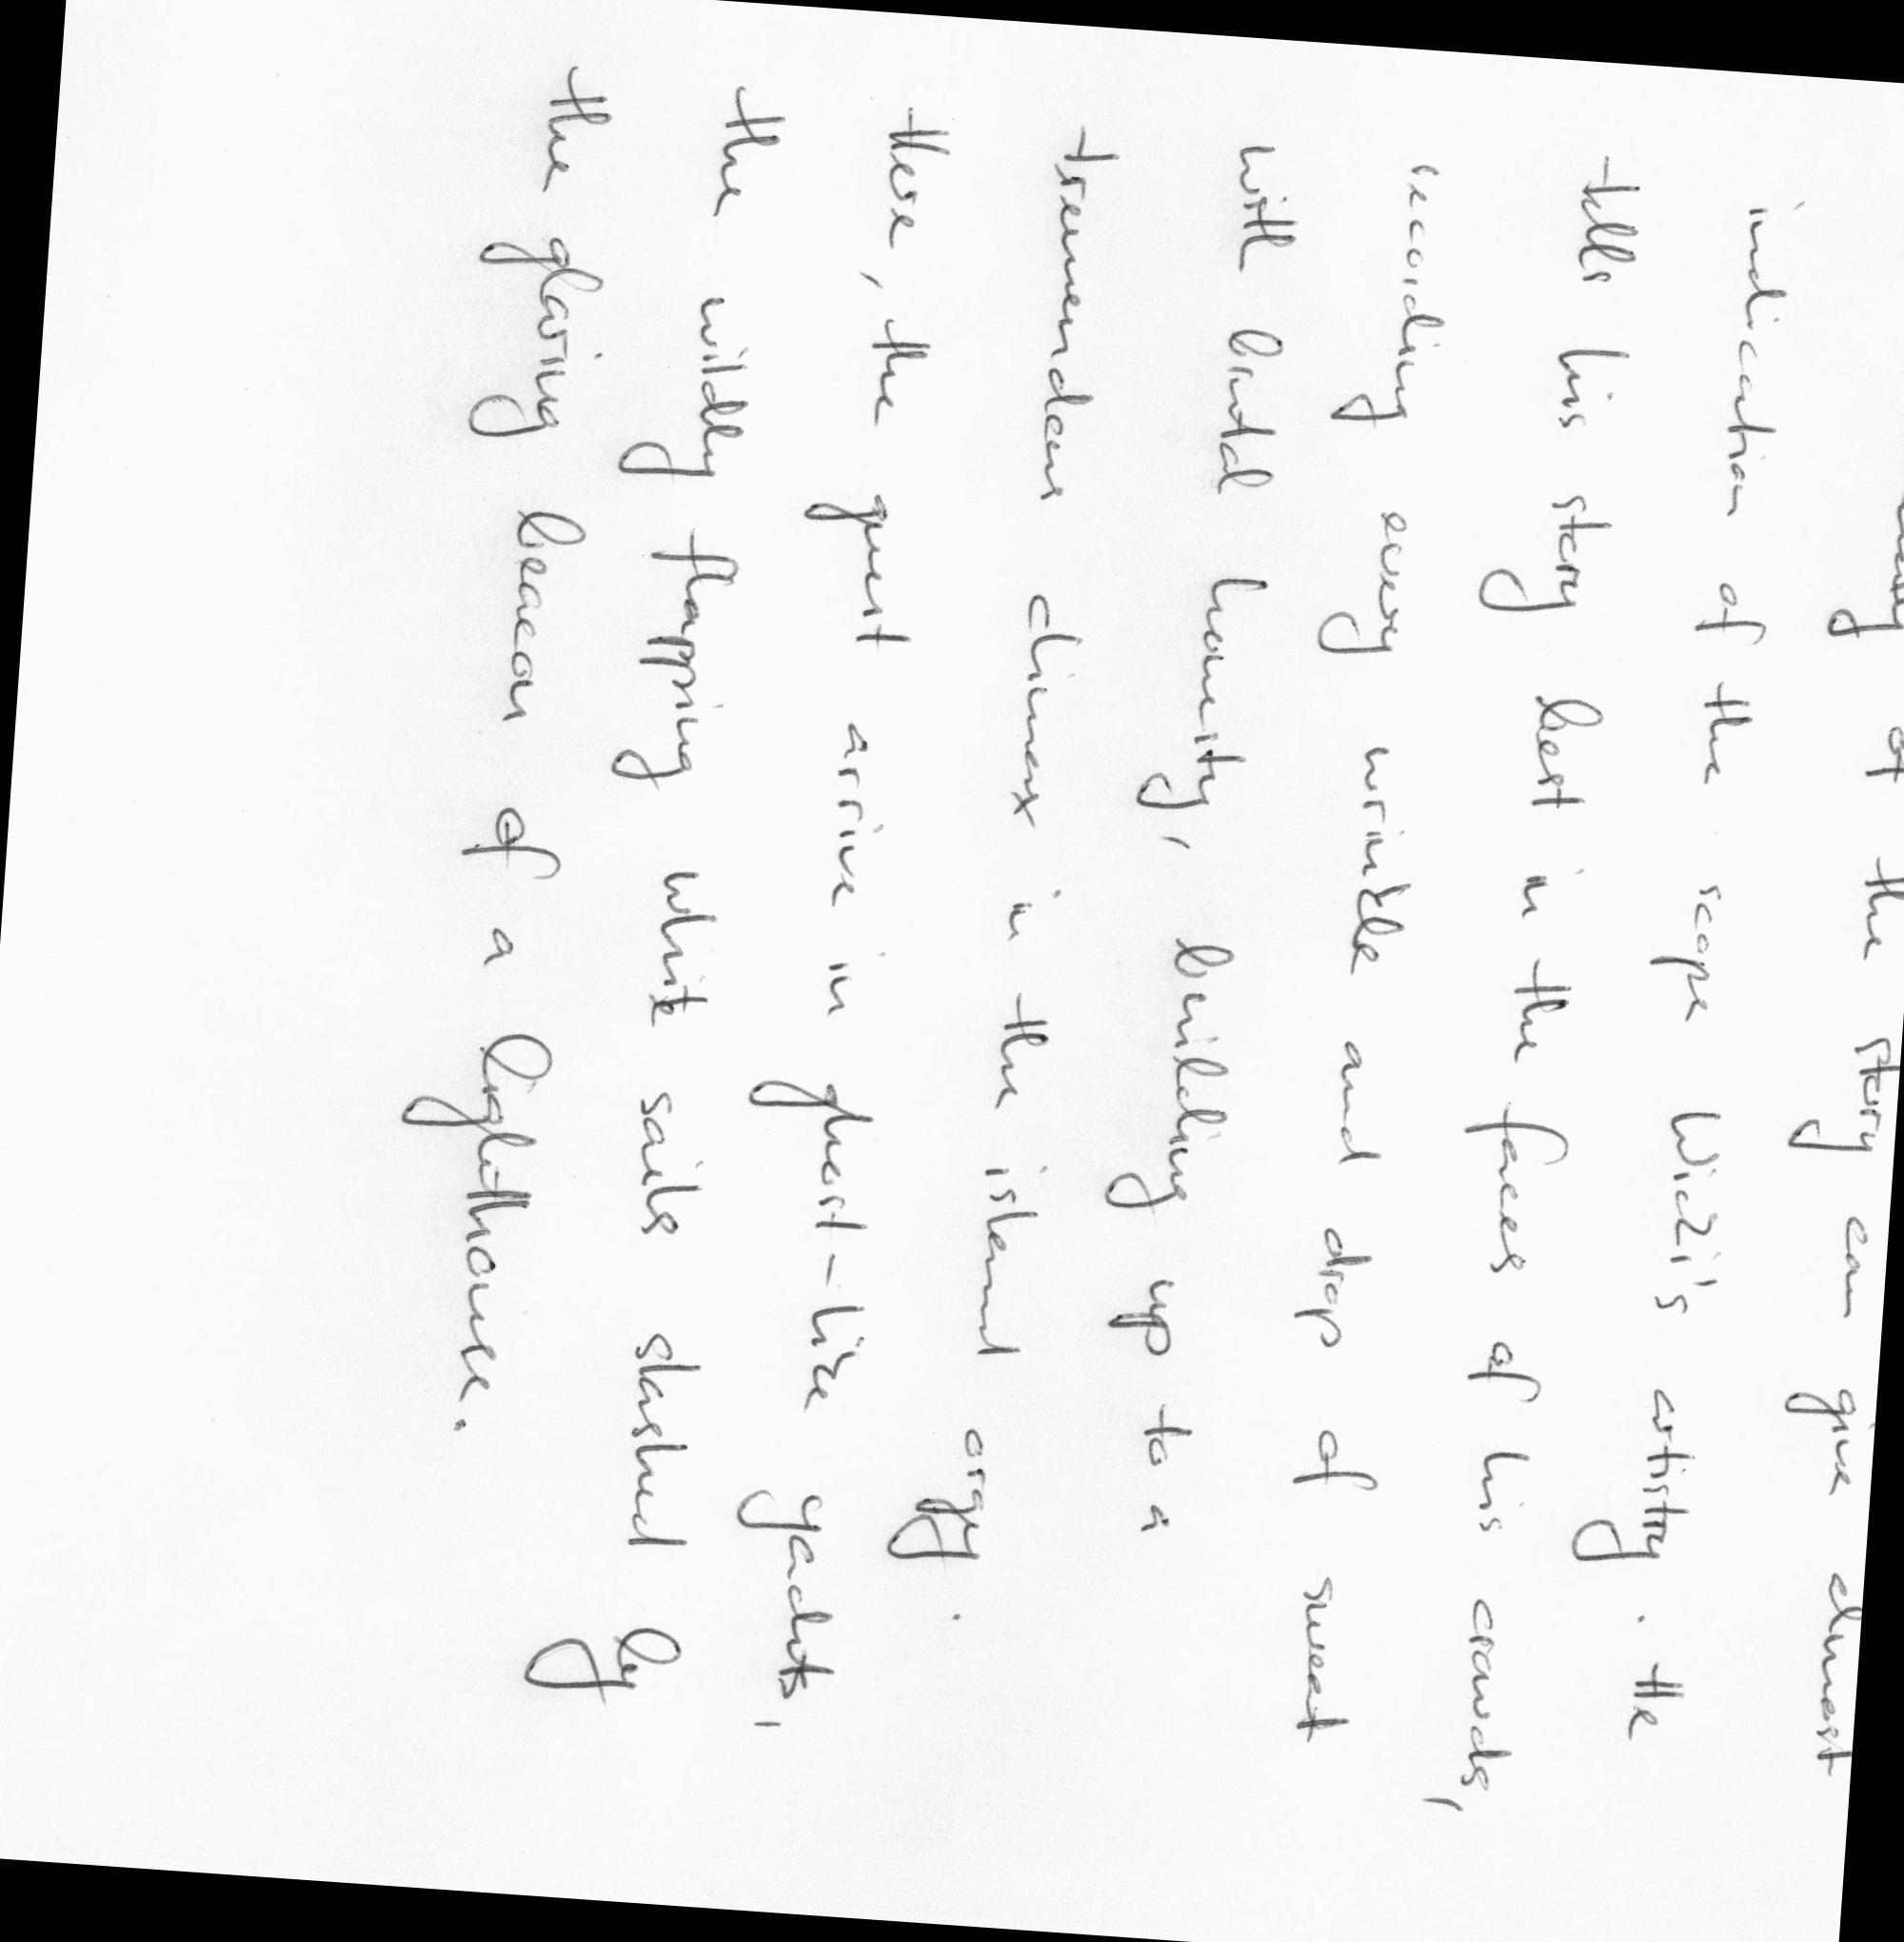 of the story can give almost
indication of the scope Wicki's artistry. He
tells his story best in the faces of his crowds,
recording every wrinkle and drop of sweat
with brutal honesty, building up to a
tremendous climax in the island orgy.
Here, the guest arrive in ghost-like yachts,
the wildly flapping white sails slashed by
the glaring beacon of a lighthouse.